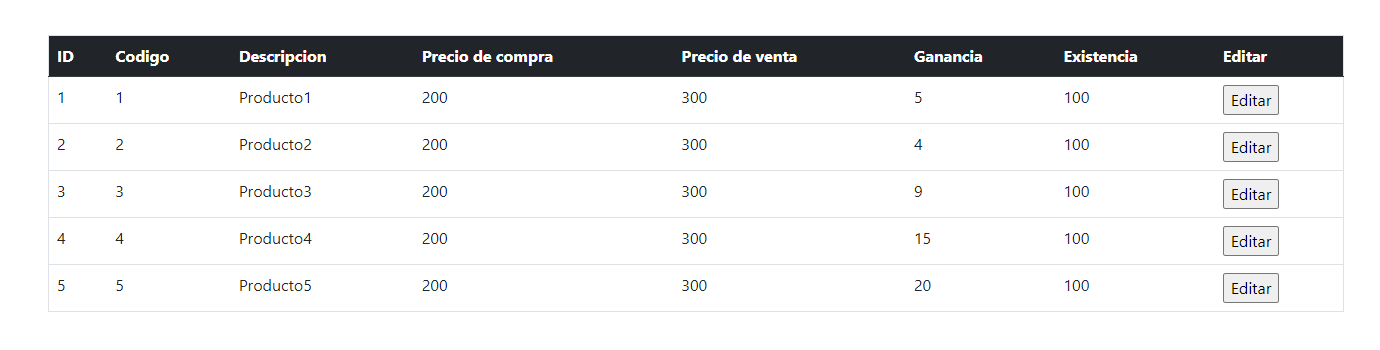 ID Codigo Descripcion Precio de compra Precio de venta Ganancia Existencia Editar
1 1 Producto1 200 300 5 100 Editar
2 2 Producto2 200 300 4 100 Editar
3 3 Producto3 200 300 9 100 Editar
4 4 Producto4 200 300 15 100 Editar
5 5 Producto5 200 300 20 100 Editar